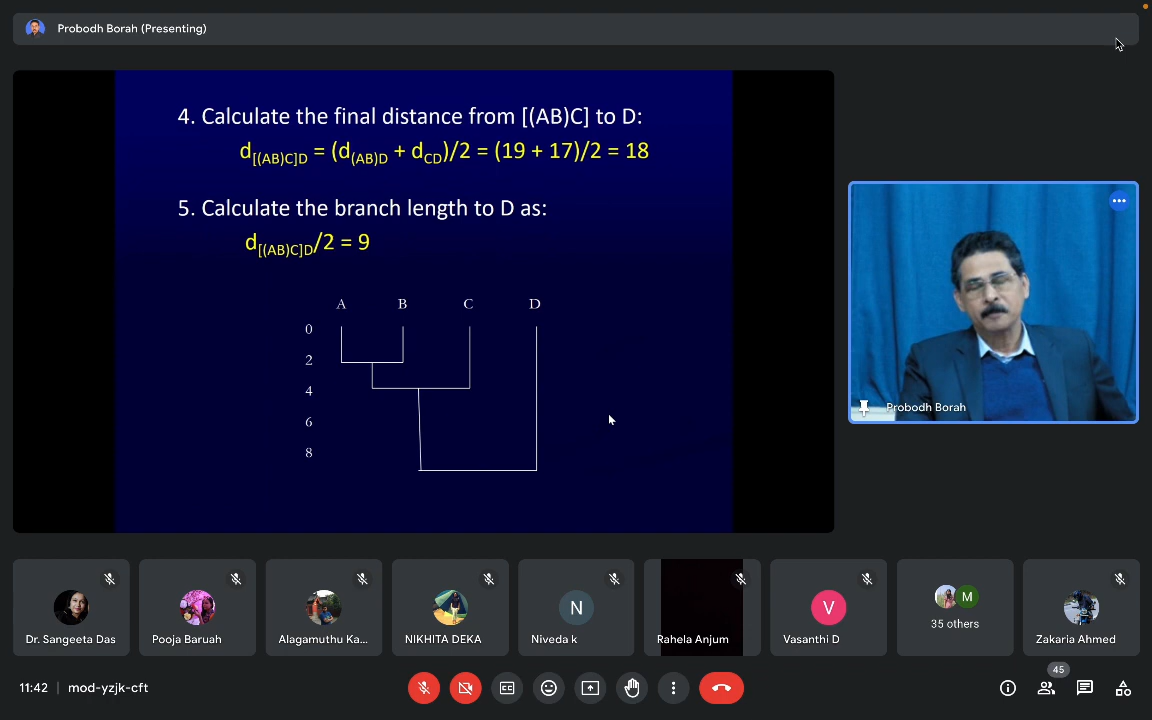 Probodh Borah (Presenting)
4. Calculate the final distance from [(AB)C] to D:
d[(AB)C]D = (d(AB)D + dCD)/2 = (19 + 17)/2 = 18
5. Calculate the branch length to D as:
d[(AB)C]D/2 = 9
A B C D
0
2
4
6
8
Probodh Borah
Dr. Sangeeta Das
Pooja Baruah
Alagamuthu Ka...
NIKHITA DEKA
N
Niveda k
Rahela Anjum
V
Vasanthi D
M
35 others
Zakaria Ahmed
11:42 | mod-yzjk-cft
CC
45